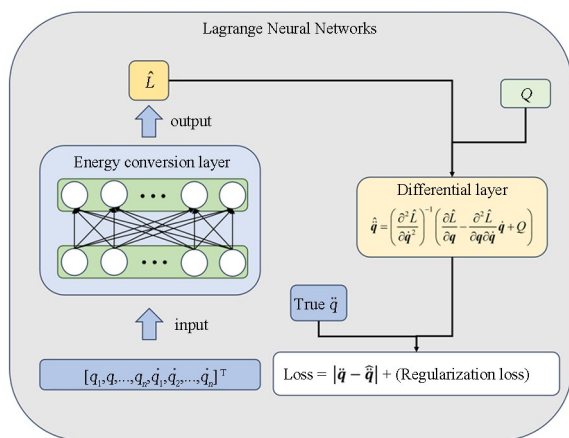 Lagrange Neural Networks
L̂
Q
output
Energy conversion layer
• • •
• • •
Differential layer
q̂̈ = (∂²L̂/∂q̇²)⁻¹ (∂L̂/∂q − ∂²L̂/∂q∂q̇ q̇ + Q)
input
True q̈
[q₁,q,...,qₙ,q̇₁,q̇₂,...,q̇ₙ]ᵀ
Loss = |q̈ − q̂̈| + (Regularization loss)